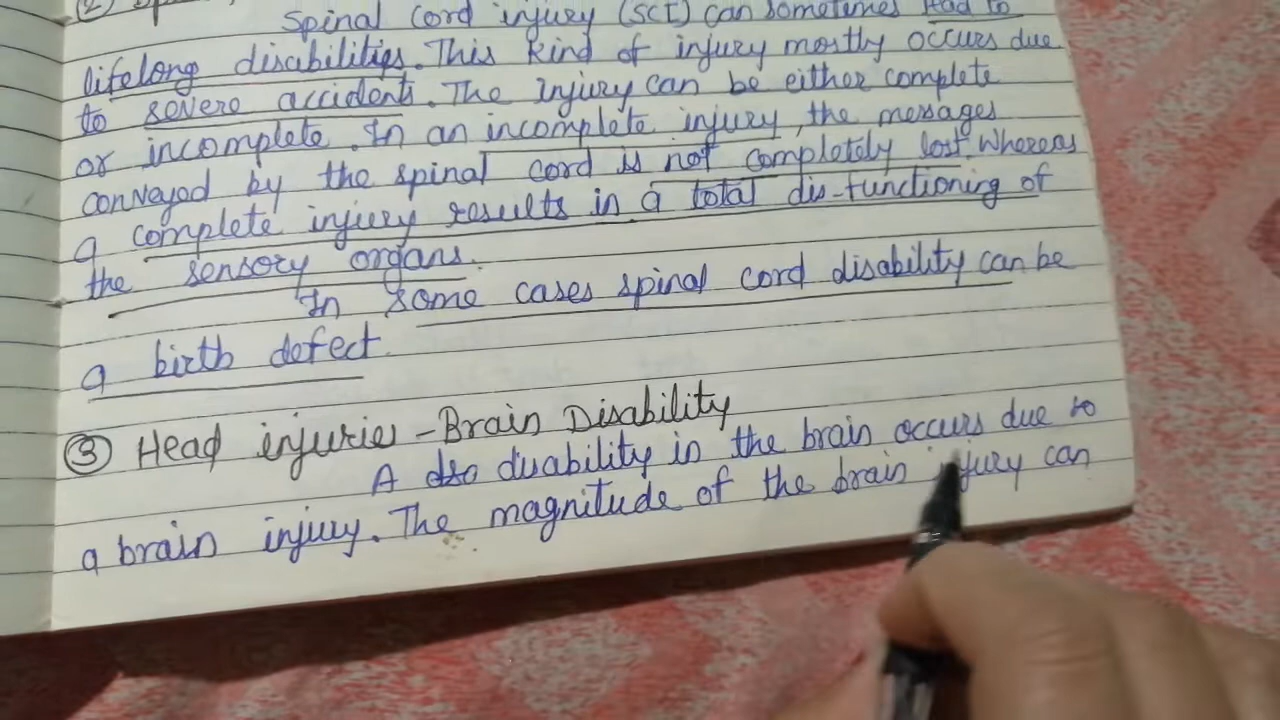 ②
Spinal cord injury (SCI) can sometimes lead to
lifelong disabilities. This kind of injury mostly occurs due
to severe accidents. The injury can be either complete
or incomplete. In an incomplete injury, the messages
conveyed by the spinal cord is not completely lost. Whereas
a complete injury results in a total dis-functioning of
the sensory organs.
In some cases spinal cord disability can be
a birth defect.
③ Head injuries - Brain Disability
A disability in the brain occurs due to
a brain injury. The magnitude of the brain injury can